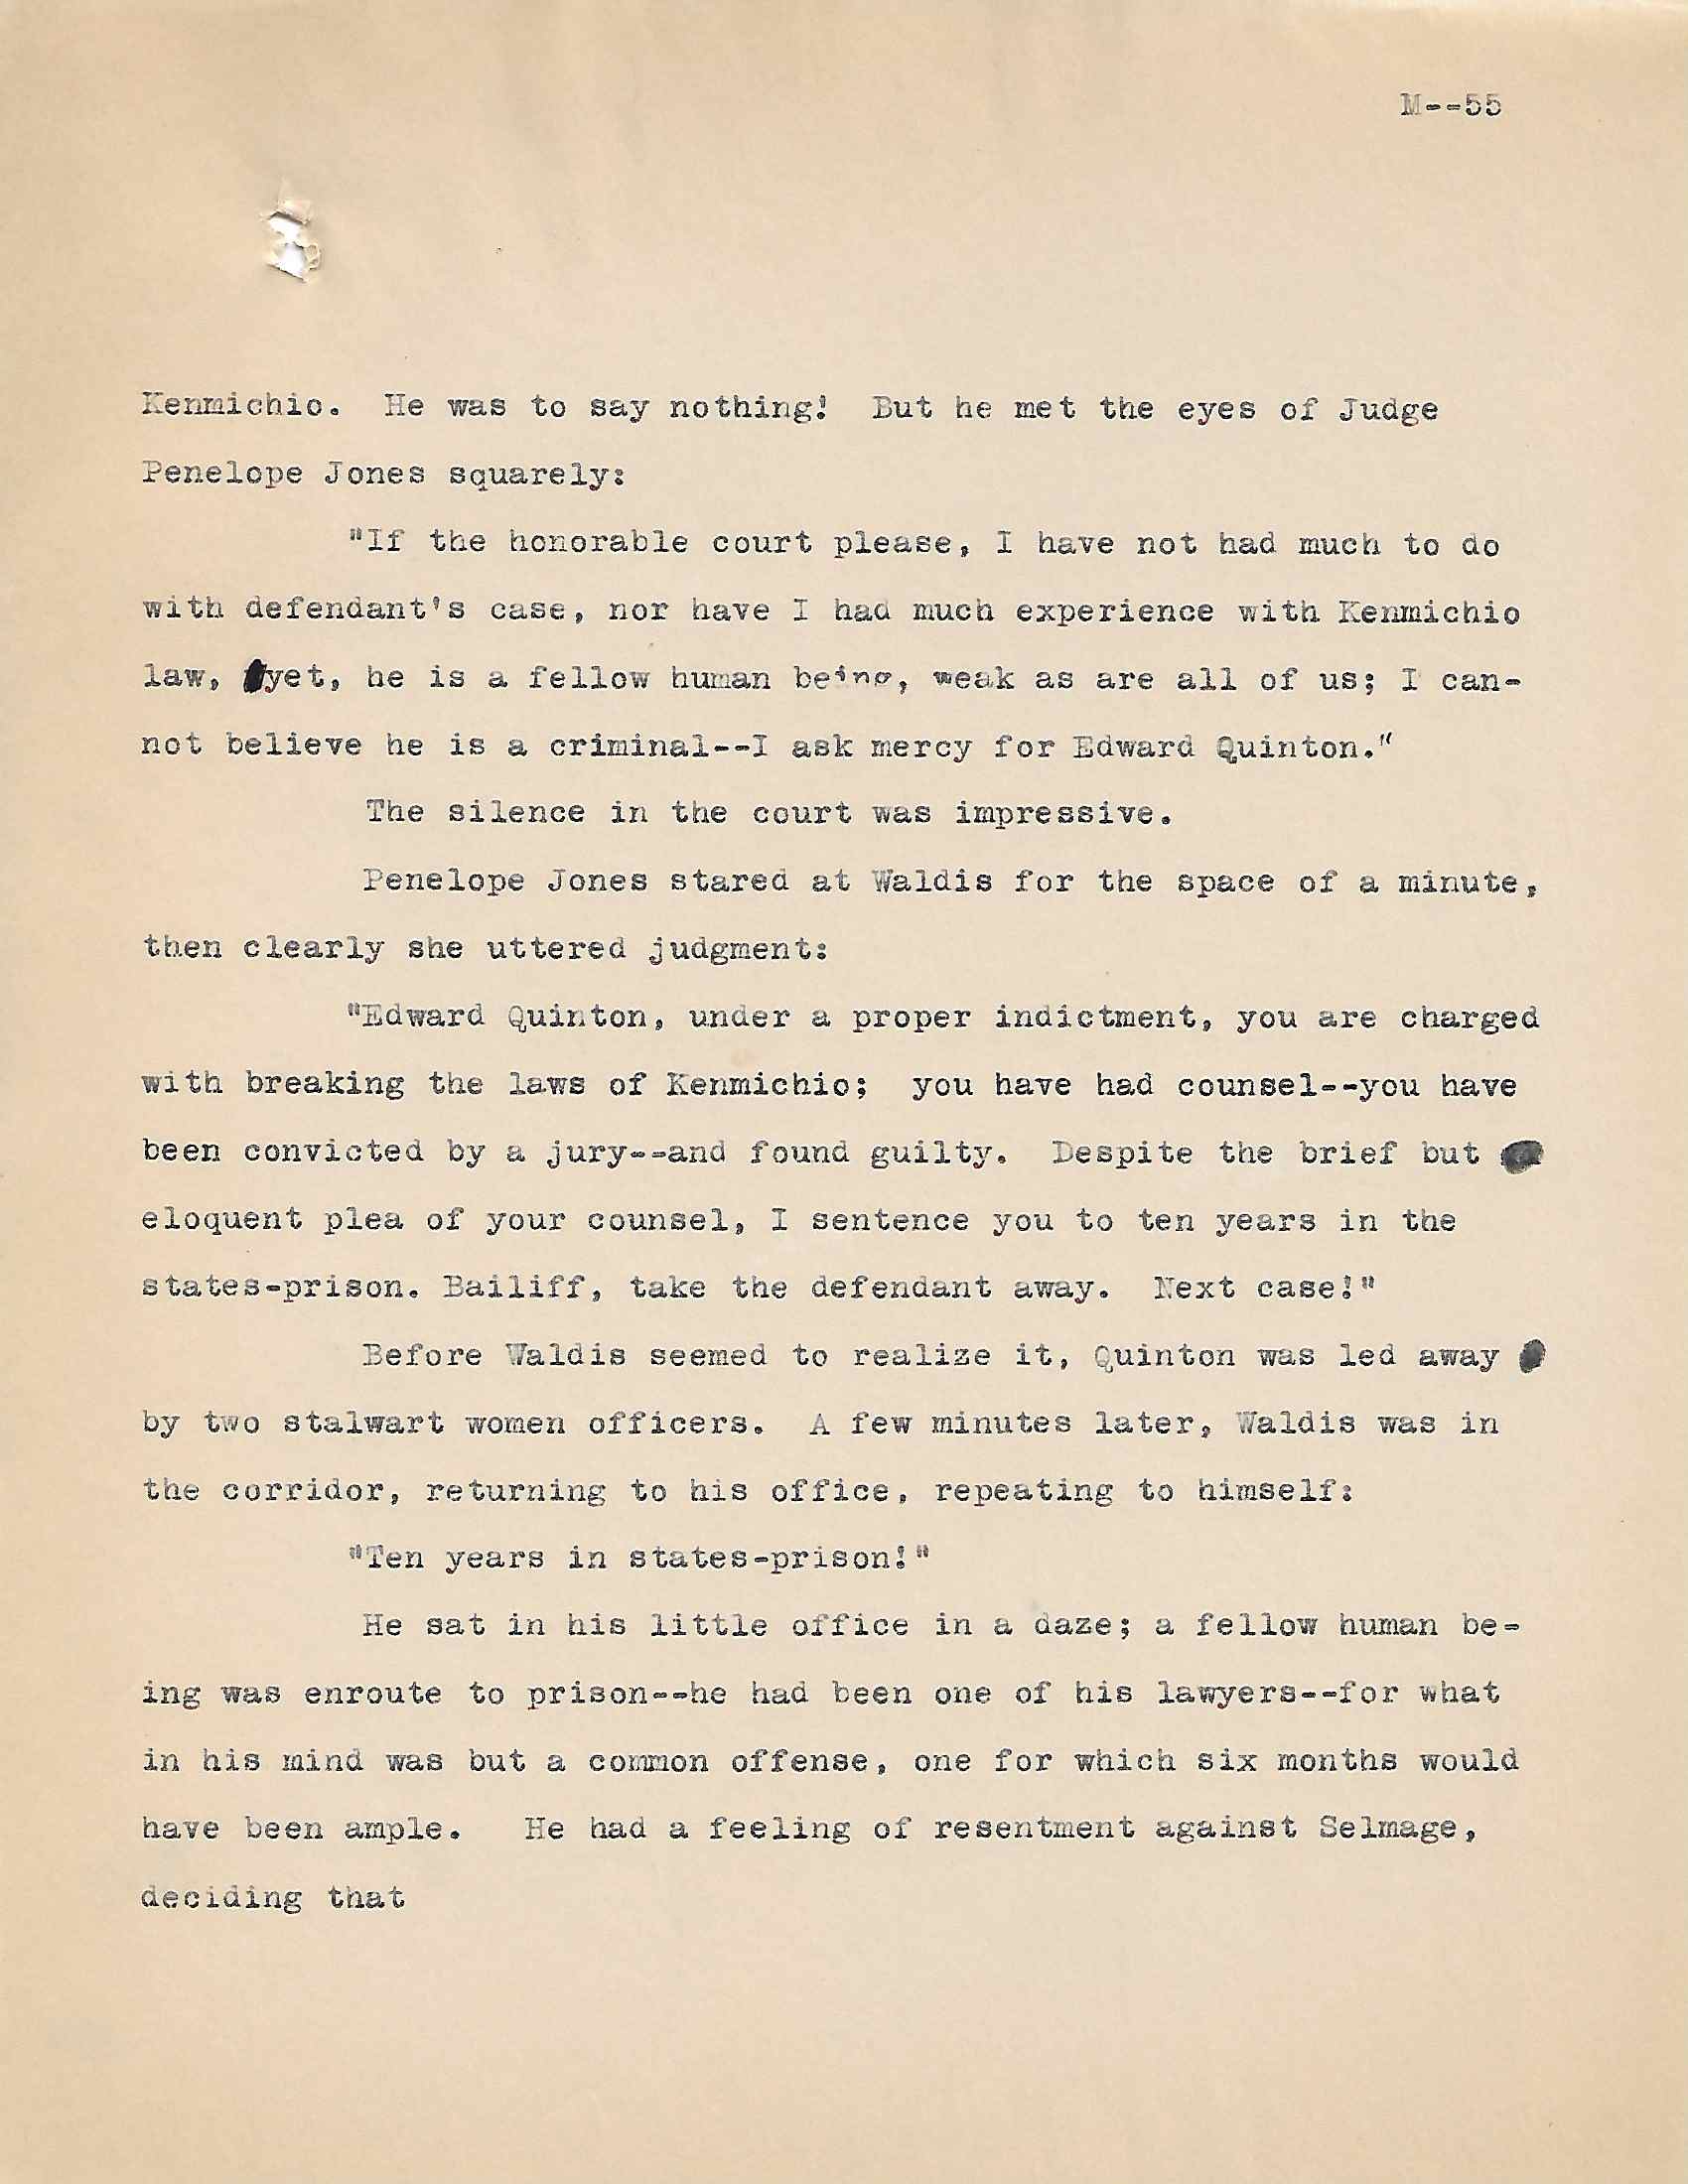 M--55
Kenmichio.  He was to say nothing!  But he met the eyes of Judge
Penelope Jones squarely:
"If the honorable court please, I have not had much to do
with defendant's case, nor have I had much experience with Kenmichio
law, yet, he is a fellow human being, weak as are all of us; I can-
not believe he is a criminal--I ask mercy for Edward Quinton."
The silence in the court was impressive.
Penelope Jones stared at Waldis for the space of a minute,
then clearly she uttered judgment:
"Edward Quinton, under a proper indictment, you are charged
with breaking the laws of Kenmichio;  you have had counsel--you have
been convicted by a jury--and found guilty.  Despite the brief but
eloquent plea of your counsel, I sentence you to ten years in the
states-prison. Bailiff, take the defendant away.  Next case!"
Before Waldis seemed to realize it, Quinton was led away
by two stalwart women officers.  A few minutes later, Waldis was in
the corridor, returning to his office, repeating to himself:
"Ten years in states-prison!"
He sat in his little office in a daze; a fellow human be-
ing was enroute to prison--he had been one of his lawyers--for what
in his mind was but a common offense, one for which six months would
have been ample.   He had a feeling of resentment against Selmage,
deciding that